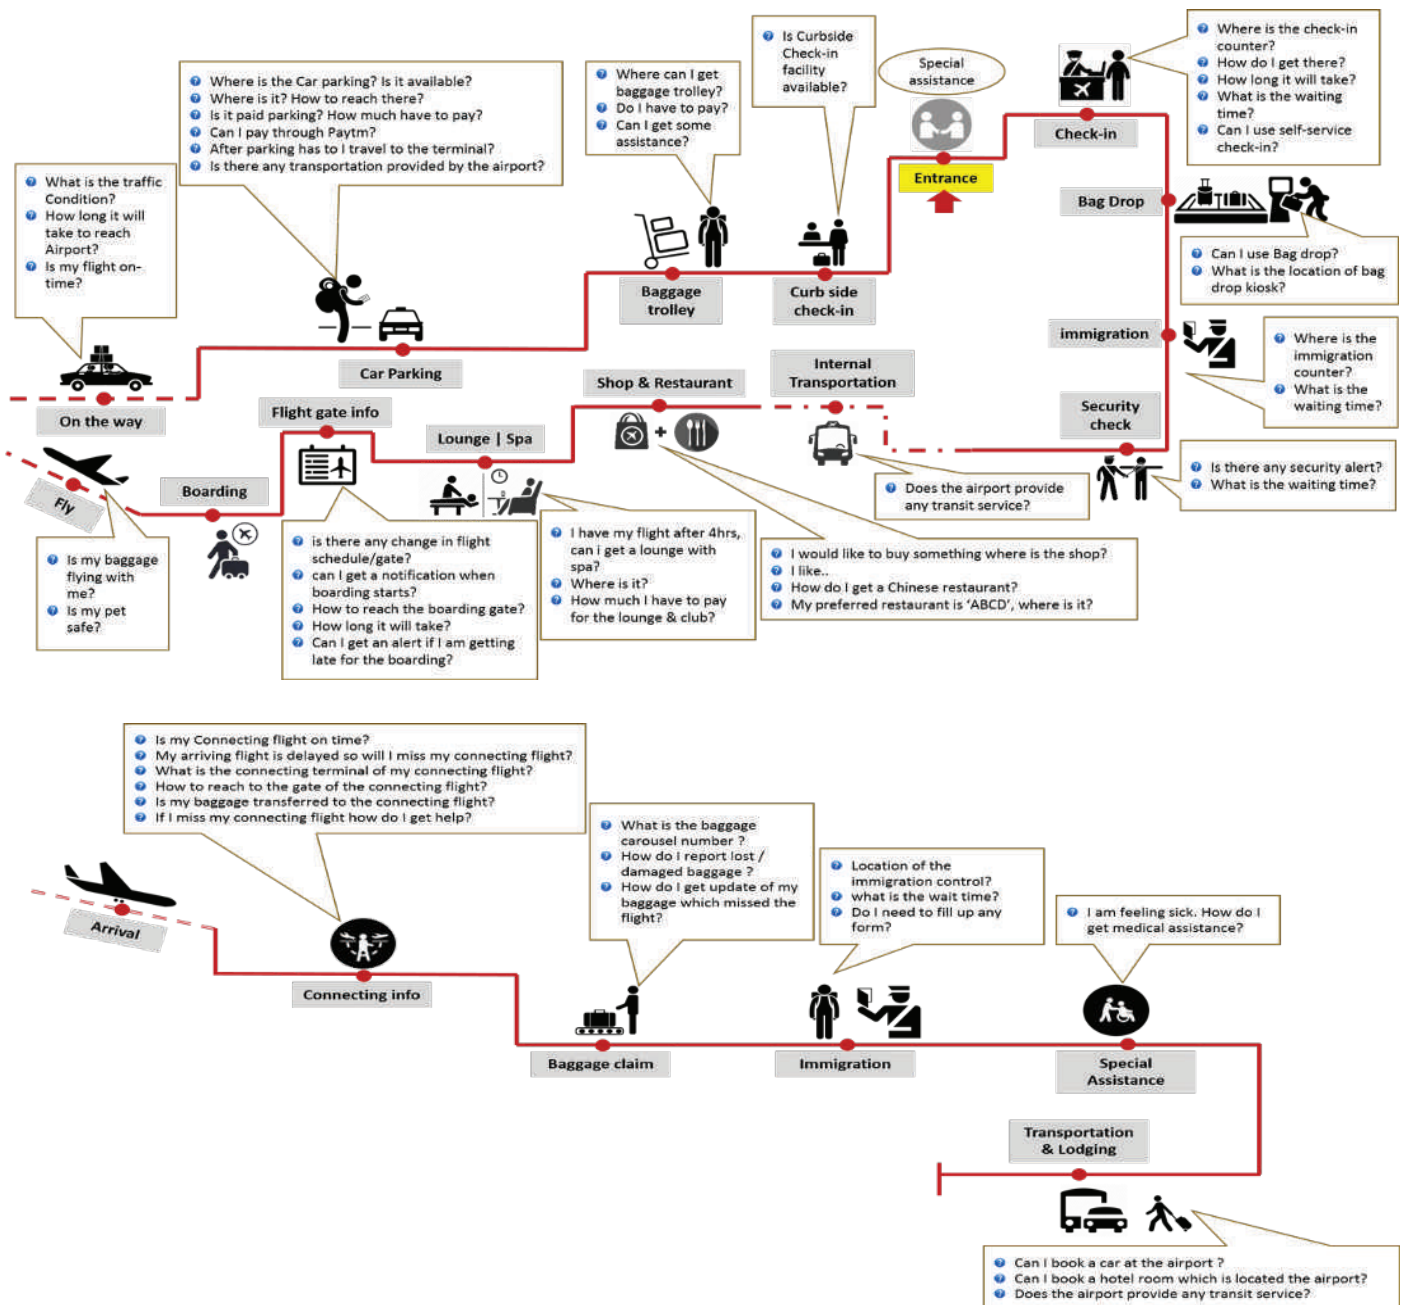 Where is the Car parking? Is it available?
Where is it? How to reach there?
Is it paid parking? How much have to pay?
Can I pay through Paytm?
After parking has to I travel to the terminal?
Is there any transportation provided by the airport?
Where can I get
baggage trolley?
Do I have to pay?
Can I get some
assistance?
Is Curbside
Check-in
facility
available?
Special
assistance
Where is the check-in
counter?
How do I get there?
How long it will take?
What is the waiting
time?
Can I use self-service
check-in?
What is the traffic
Condition?
How long it will
take to reach
Airport?
Is my flight on-
time?
On the way
Car Parking
Baggage
trolley
Curb side
check-in
Entrance
Check-in
Bag Drop
Can I use Bag drop?
What is the location of bag
drop kiosk?
immigration
Where is the
immigration
counter?
What is the
waiting time?
Security
check
Is there any security alert?
What is the waiting time?
Internal
Transportation
Does the airport provide
any transit service?
Shop & Restaurant
I would like to buy something where is the shop?
I like..
How do I get a Chinese restaurant?
My preferred restaurant is ‘ABCD’, where is it?
Lounge | Spa
I have my flight after 4hrs,
can i get a lounge with
spa?
Where is it?
How much I have to pay
for the lounge & club?
Flight gate info
is there any change in flight
schedule/gate?
can I get a notification when
boarding starts?
How to reach the boarding gate?
How long it will take?
Can I get an alert if I am getting
late for the boarding?
Boarding
Fly
Is my baggage
flying with
me?
Is my pet
safe?
Is my Connecting flight on time?
My arriving flight is delayed so will I miss my connecting flight?
What is the connecting terminal of my connecting flight?
How to reach to the gate of the connecting flight?
Is my baggage transferred to the connecting flight?
If I miss my connecting flight how do I get help?
Arrival
Connecting info
What is the baggage
carousel number ?
How do I report lost /
damaged baggage ?
How do I get update of my
baggage which missed the
flight?
Baggage claim
Location of the
immigration control?
what is the wait time?
Do I need to fill up any
form?
Immigration
I am feeling sick. How do I
get medical assistance?
Special
Assistance
Transportation
& Lodging
Can I book a car at the airport ?
Can I book a hotel room which is located the airport?
Does the airport provide any transit service?